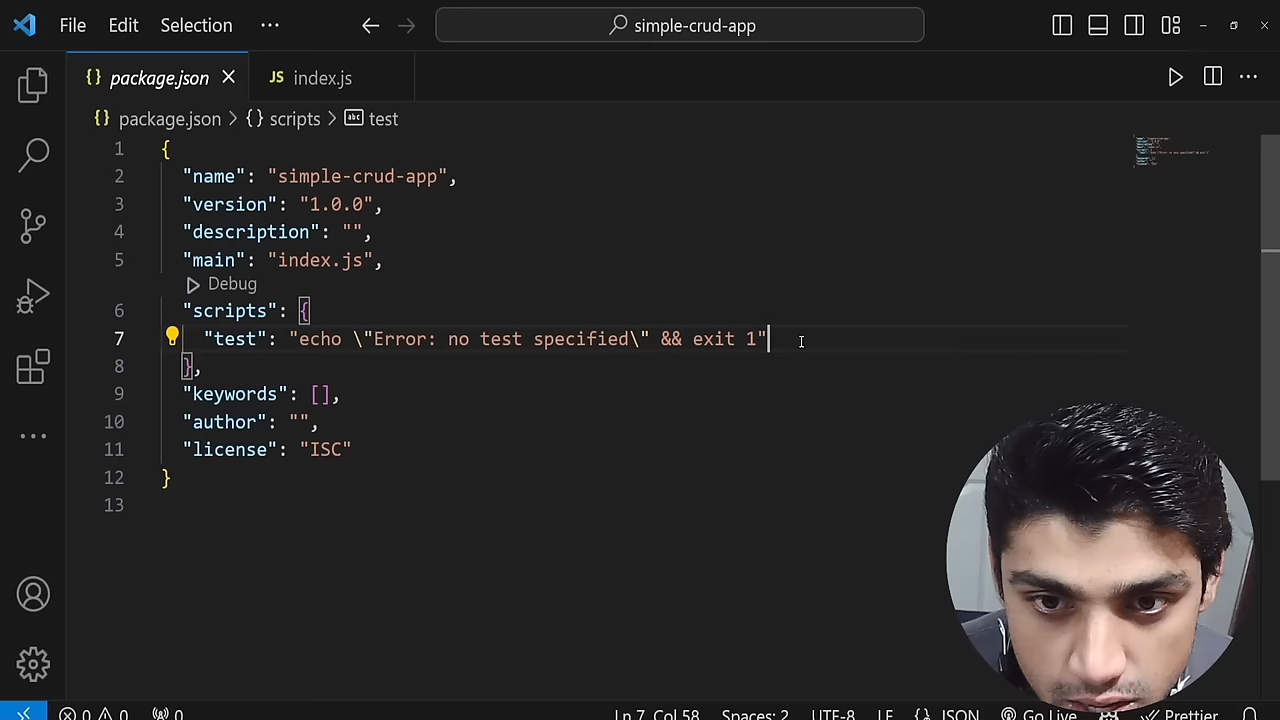 File Edit Selection ··· simple-crud-app
{} package.json JS index.js
{} package.json > {} scripts > abc test
1 {
2 "name": "simple-crud-app",
3 "version": "1.0.0",
4 "description": "",
5 "main": "index.js",
Debug
6 "scripts": {
7 "test": "echo \"Error: no test specified\" && exit 1"
8 },
9 "keywords": [],
10 "author": "",
11 "license": "ISC"
12 }
13
0 0 0 Ln 7, Col 58 Spaces: 2 UTF-8 LF {} JSON Go Live Prettier